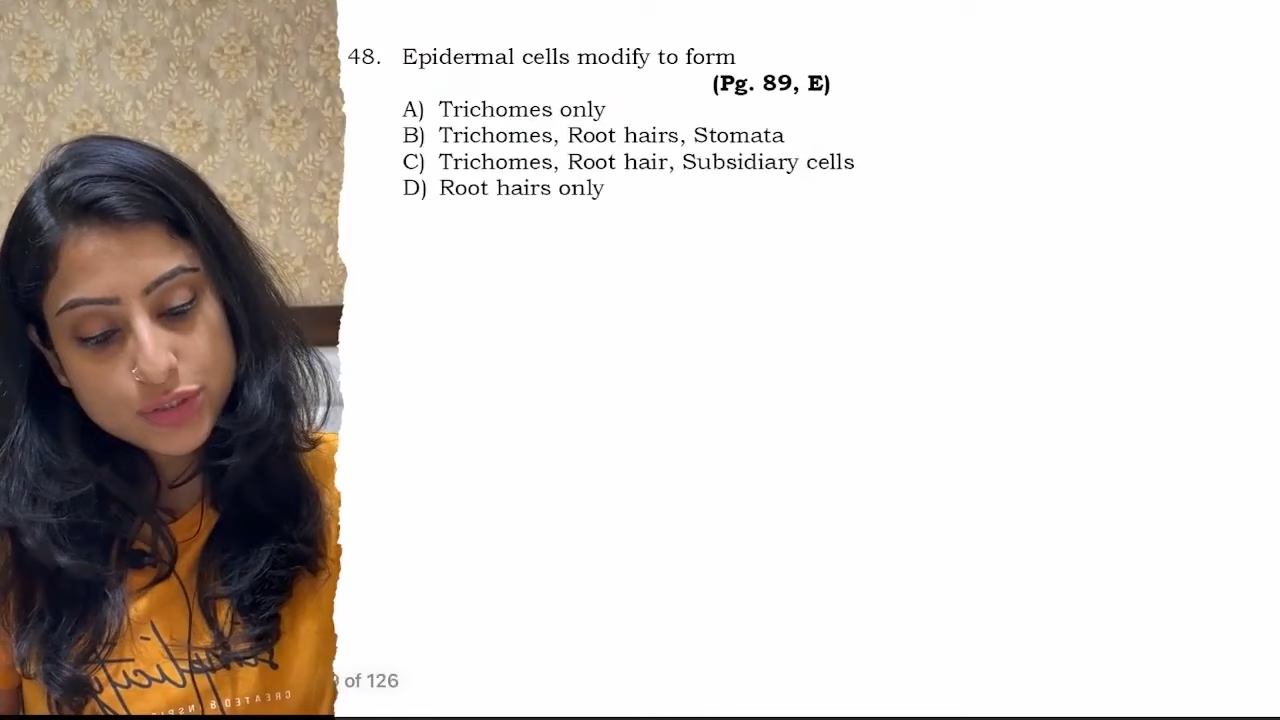 48. Epidermal cells modify to form
(Pg. 89, E)
A) Trichomes only
B) Trichomes, Root hairs, Stomata
C) Trichomes, Root hair, Subsidiary cells
D) Root hairs only
of 126